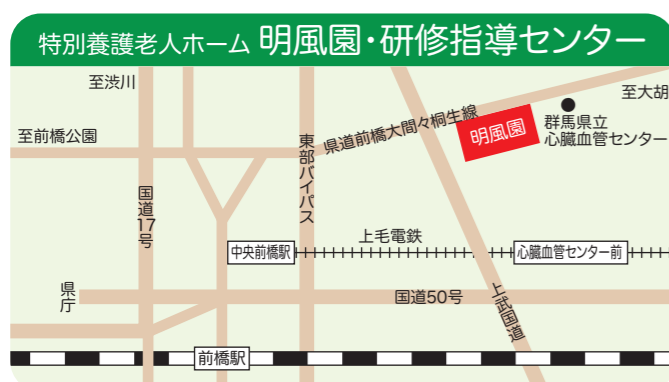 特別養護老人ホーム 明風園・研修指導センター
至渋川
至大胡
至前橋公園
県道前橋大間々桐生線
明風園
群馬県立
心臓血管センター
東部バイパス
国道17号
上毛電鉄
中央前橋駅
心臓血管センター前
県庁
国道50号
上武国道
前橋駅